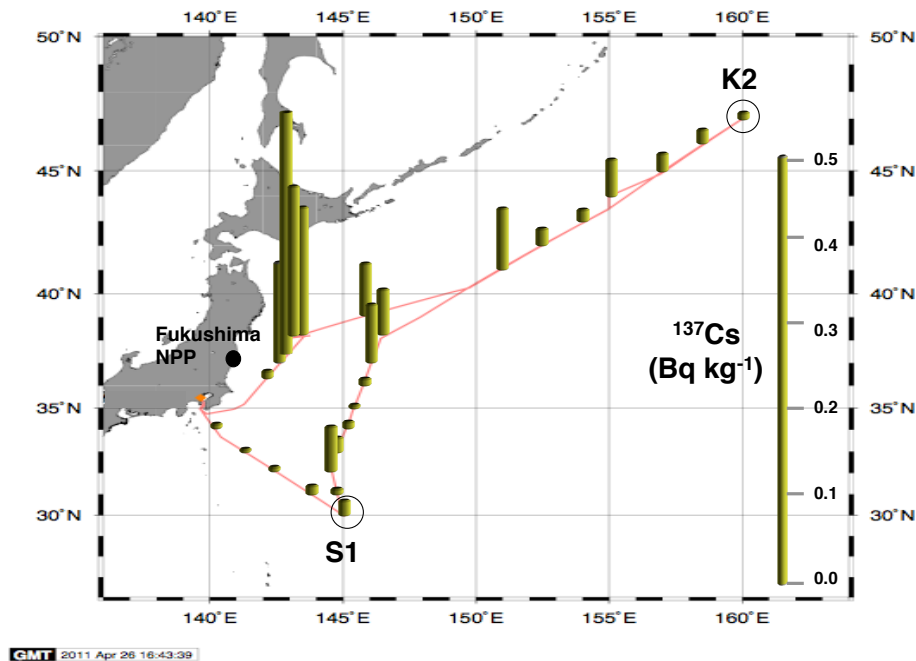 140˚E 145˚E 150˚E 155˚E 160˚E
50˚N 50˚N
K2
0.5
45˚N 45˚N
0.4
40˚N 40˚N
0.3
Fukushima
NPP
¹³⁷Cs
(Bq kg⁻¹)
35˚N 0.2 35˚N
0.1
30˚N 30˚N
S1
0.0
140˚E 145˚E 150˚E 155˚E 160˚E
GMT 2011 Apr 26 16:43:39